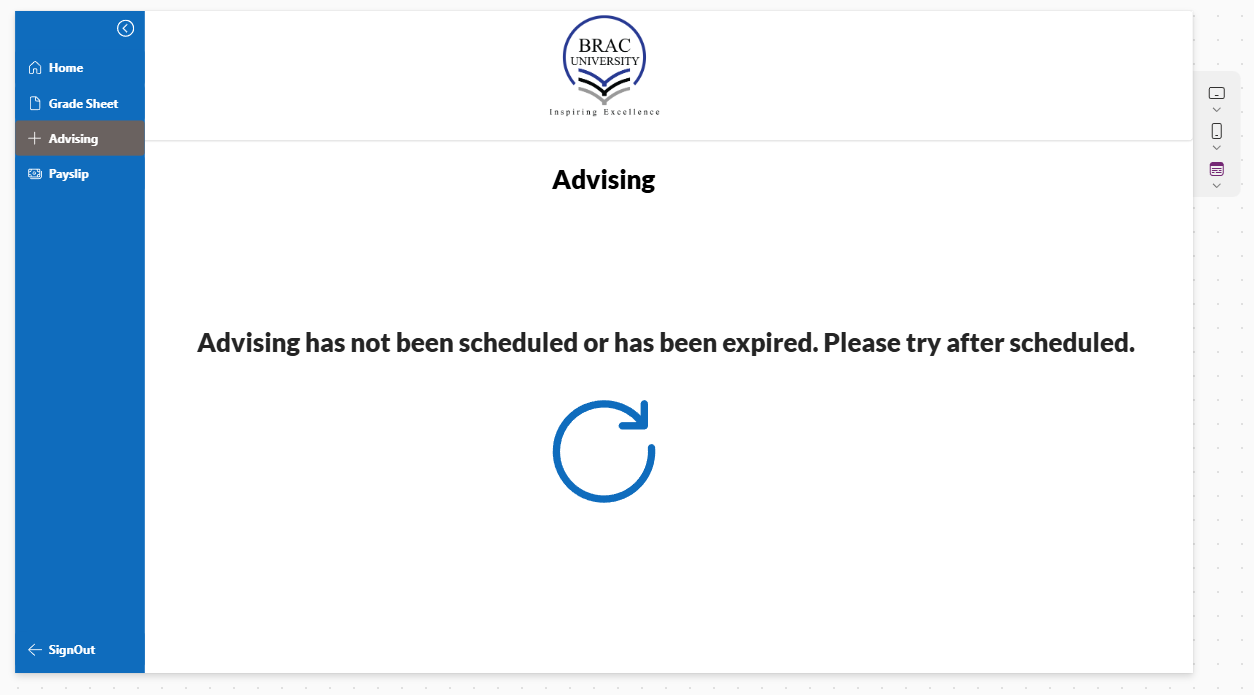 BRAC
UNIVERSITY
Inspiring Excellence
Home
Grade Sheet
Advising
Payslip
SignOut
Advising
Advising has not been scheduled or has been expired. Please try after scheduled.